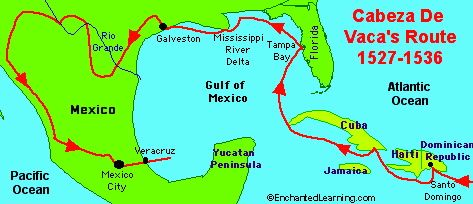 Cabeza De
Vaca's Route
1527-1536
Rio
Grande
Galveston
Mississippi
River
Delta
Tampa
Bay
Florida
Gulf of
Mexico
Atlantic
Ocean
Mexico
Cuba
Dominican
Republic
Haiti
Veracruz
Yucatan
Peninsula
Jamaica
Mexico
City
Pacific
Ocean
Santo
Domingo
©EnchantedLearning.com